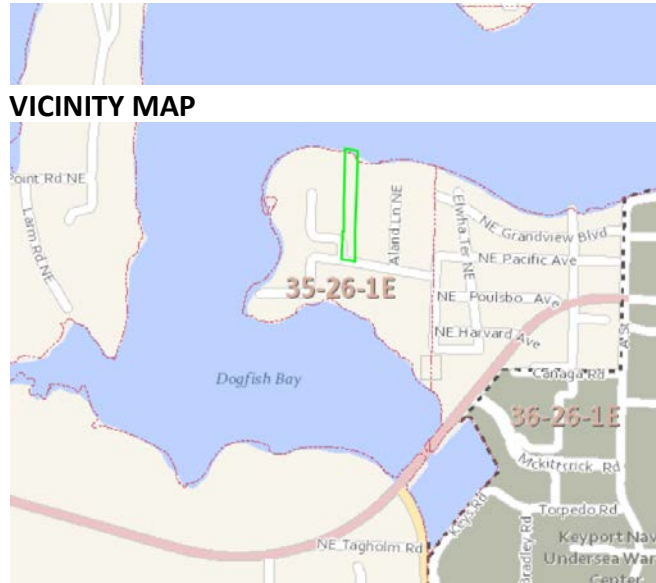 VICINITY MAP
Point Rd NE
Larm Rd NE
Aland Ln NE
Elwha Ter NE
NE Grandview Blvd
NE Pacific Ave
35-26-1E
NE Poulsbo Ave
NE Harvard Ave
A St
Dogfish Bay
Canaga Rd
36-26-1E
Mckitrick Rd
Keys Rd
Torpedo Rd
NE Tagholm Rd
Bradley Rd
Keyport Nav
Undersea War
Center